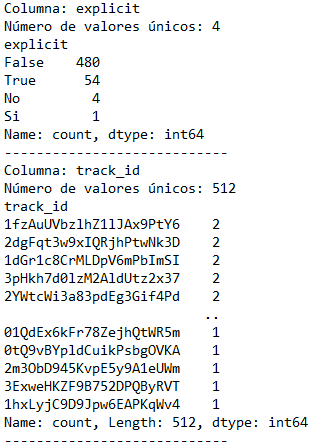 Columna: explicit
Número de valores únicos: 4
explicit
False    480
True      54
No         4
Si         1
Name: count, dtype: int64
----------------------------
Columna: track_id
Número de valores únicos: 512
track_id
1fzAuUVbzlhZ1lJAx9PtY6    2
2dgFqt3w9xIQRjhPtwNk3D    2
1dGr1c8CrMLDpV6mPbImSI    2
3pHkh7d0lzM2AldUtz2x37    2
2YWtcWi3a83pdEg3Gif4Pd    2
                         ..
01QdEx6kFr78ZejhQtWR5m    1
0tQ9vBYpldCuikPsbgOVKA    1
2m3ObD945KvpE5y9A1eUWm    1
3ExweHKZF9B752DPQByRVT    1
1hxLyjC9D9Jpw6EAPKqWv4    1
Name: count, Length: 512, dtype: int64
----------------------------